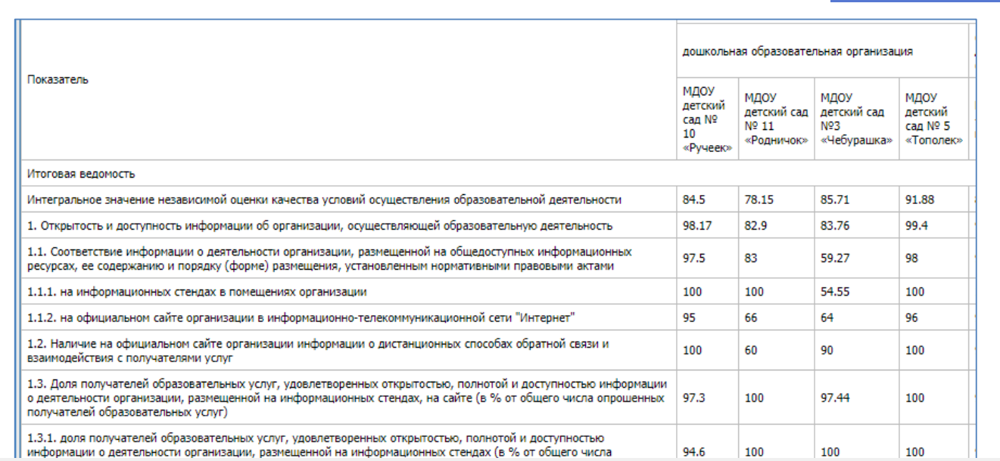 дошкольная образовательная организация
Показатель
МДОУ
детский
сад №
10
«Ручеек»
МДОУ
детский сад
№ 11
«Родничок»
МДОУ
детский сад
№3
«Чебурашка»
МДОУ
детский
сад № 5
«Тополек»
Итоговая ведомость
Интегральное значение независимой оценки качества условий осуществления образовательной деятельности 84.5 78.15 85.71 91.88
1. Открытость и доступность информации об организации, осуществляющей образовательную деятельность 98.17 82.9 83.76 99.4
1.1. Соответствие информации о деятельности организации, размещенной на общедоступных информационных
ресурсах, ее содержанию и порядку (форме) размещения, установленным нормативными правовыми актами
97.5 83 59.27 98
1.1.1. на информационных стендах в помещениях организации 100 100 54.55 100
1.1.2. на официальном сайте организации в информационно-телекоммуникационной сети "Интернет" 95 66 64 96
1.2. Наличие на официальном сайте организации информации о дистанционных способах обратной связи и
взаимодействия с получателями услуг
100 60 90 100
1.3. Доля получателей образовательных услуг, удовлетворенных открытостью, полнотой и доступностью информации
о деятельности организации, размещенной на информационных стендах, на сайте (в % от общего числа опрошенных
получателей образовательных услуг)
97.3 100 97.44 100
1.3.1. доля получателей образовательных услуг, удовлетворенных открытостью, полнотой и доступностью
информации о деятельности организации, размещенной на информационных стендах (в % от общего числа
94.6 100 100 100